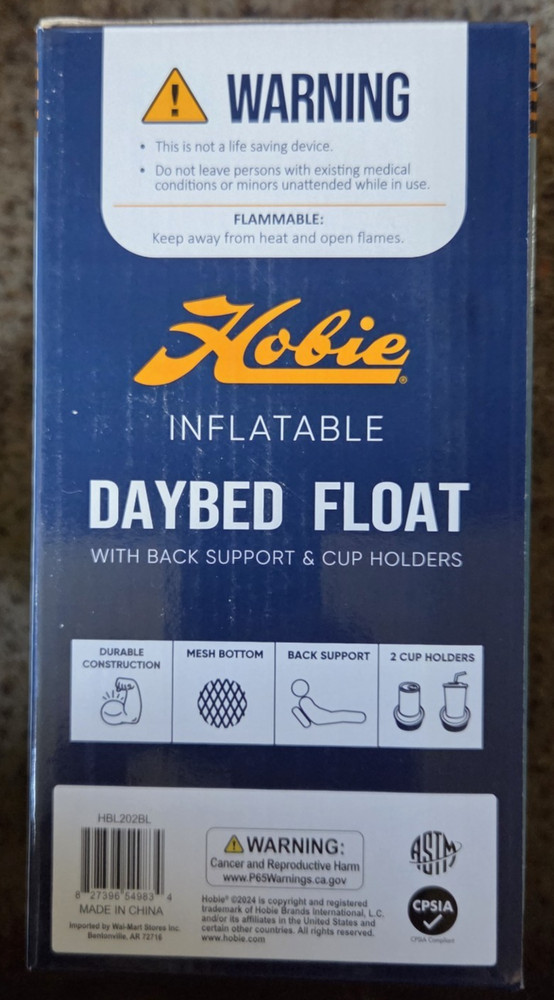 WARNING
• This is not a life saving device.
• Do not leave persons with existing medical
conditions or minors unattended while in use.
FLAMMABLE:
Keep away from heat and open flames.
Hobie®
INFLATABLE
DAYBED FLOAT
WITH BACK SUPPORT & CUP HOLDERS
DURABLE
CONSTRUCTION
MESH BOTTOM
BACK SUPPORT
2 CUP HOLDERS
HBL202BL
8 27396 54983 4
MADE IN CHINA
Imported by Wal-Mart Stores Inc.
Bentonville, AR 72716
WARNING:
Cancer and Reproductive Harm
www.P65Warnings.ca.gov
Hobie® ©2024 is copyright and registered
trademark of Hobie Brands International, L.C.
and/or its affiliates in the United States and
certain other countries. All rights reserved.
www.hobie.com
ASTM
CPSIA
CPSIA Compliant